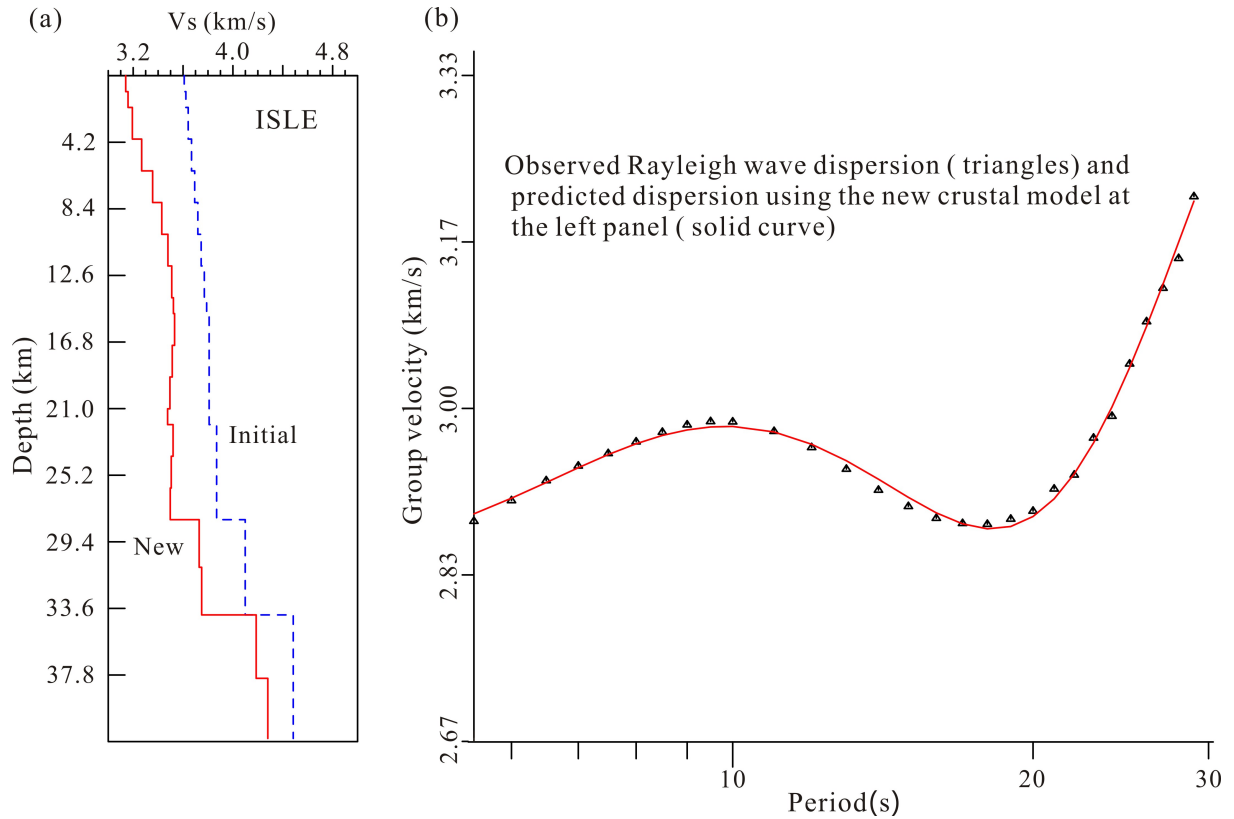 (a)
Vs (km/s)
3.2 4.0 4.8
ISLE
4.2
8.4
12.6
16.8
21.0
25.2
29.4
33.6
37.8
Depth (km)
Initial
New
(b)
3.33
3.17
3.00
2.83
2.67
Group velocity (km/s)
Observed Rayleigh wave dispersion ( triangles) and
predicted dispersion using the new crustal model at
the left panel ( solid curve)
10 20 30
Period(s)